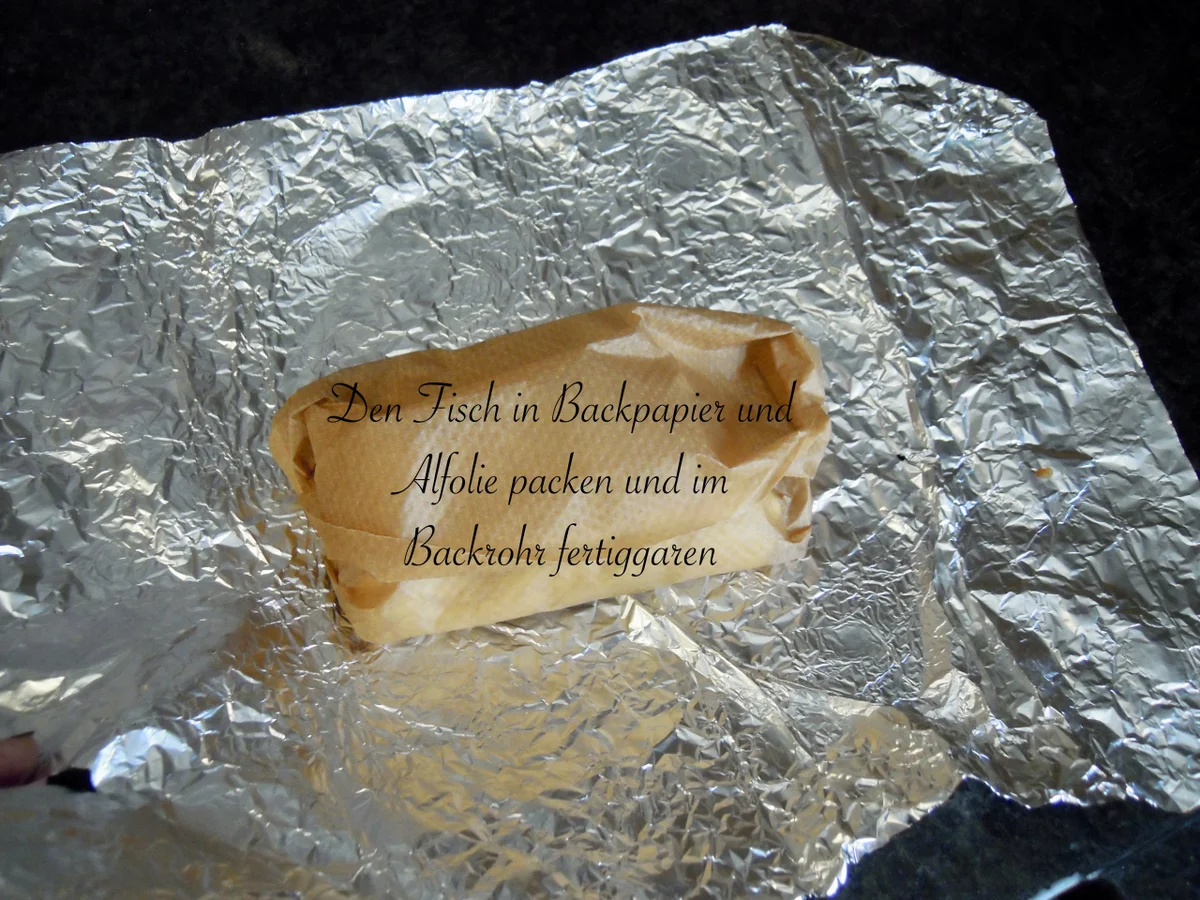 Den Fisch in Backpapier und
Alfolie packen und im
Backrohr fertiggaren